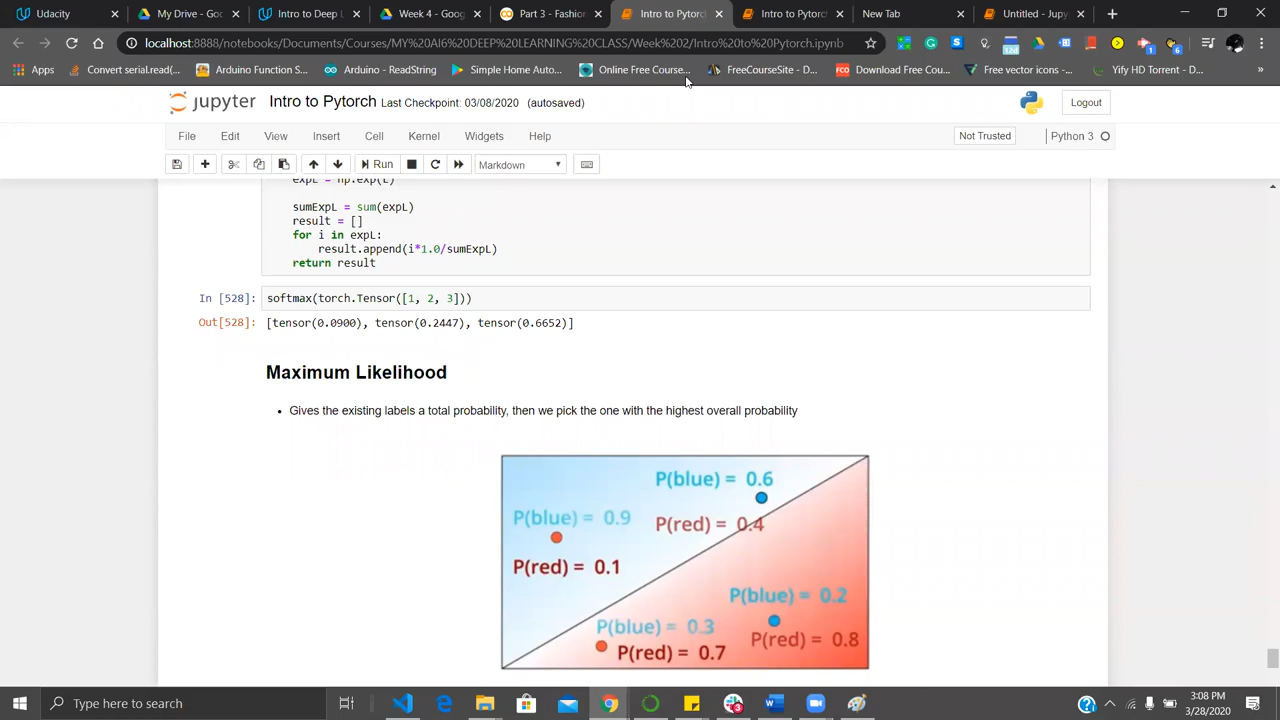 Udacity
My Drive - Goo
Intro to Deep L
Week 4 - Goog
Part 3 - Fashion
Intro to Pytorch
Intro to Pytorch
New Tab
Untitled - Jupy
localhost:8888/notebooks/Documents/Courses/MY%20AI6%20DEEP%20LEARNING%20CLASS/Week%202/Intro%20to%20Pytorch.ipynb
Apps
Convert serial.read(...
Arduino Function S...
Arduino - ReadString
Simple Home Auto...
Online Free Course...
FreeCourseSite - D...
Download Free Cou...
Free vector icons -...
Yify HD Torrent - D...
»
jupyter Intro to Pytorch Last Checkpoint: 03/08/2020 (autosaved)
Logout
File Edit View Insert Cell Kernel Widgets Help
Not Trusted
Python 3
Run
Markdown
expL = np.exp(L)
sumExpL = sum(expL)
result = []
for i in expL:
result.append(i*1.0/sumExpL)
return result
In [528]: softmax(torch.Tensor([1, 2, 3]))
Out[528]: [tensor(0.0900), tensor(0.2447), tensor(0.6652)]
Maximum Likelihood
• Gives the existing labels a total probability, then we pick the one with the highest overall probability
P(blue) = 0.6
P(blue) = 0.9
P(red) = 0.4
P(red) = 0.1
P(blue) = 0.2
P(blue) = 0.3
P(red) = 0.8
P(red) = 0.7
Type here to search
3:08 PM
3/28/2020